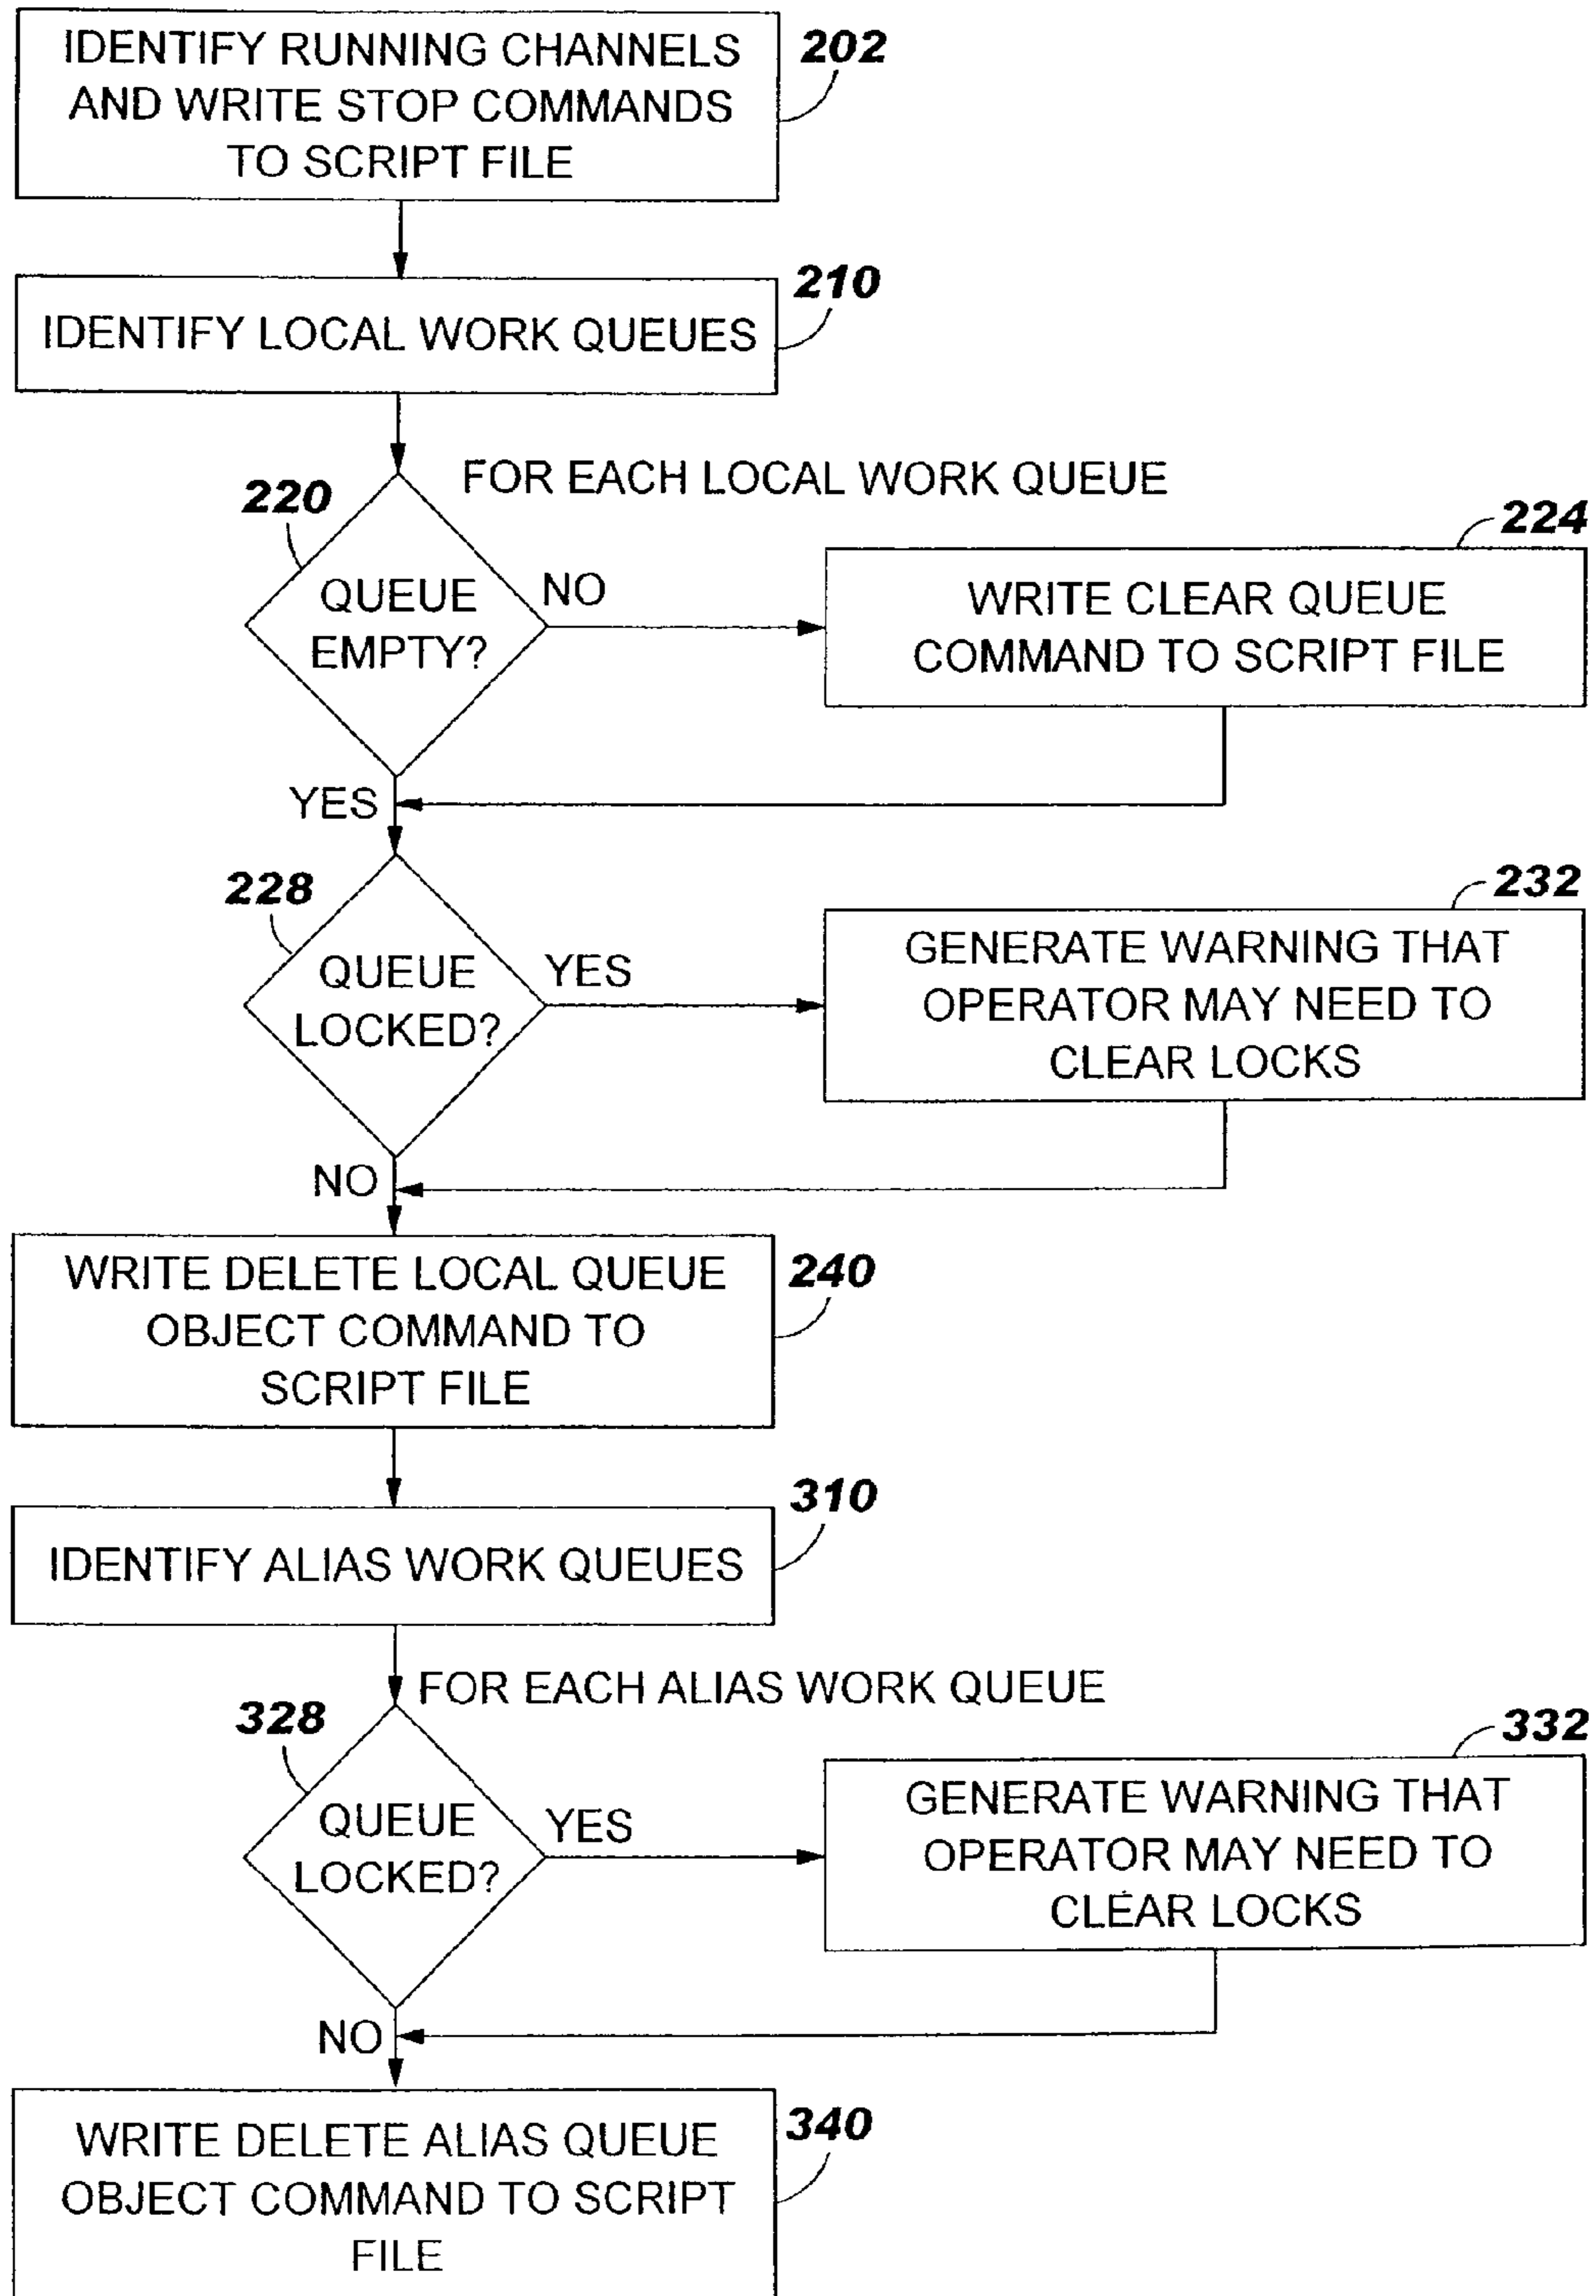 IDENTIFY RUNNING CHANNELS
AND WRITE STOP COMMANDS
TO SCRIPT FILE
202
IDENTIFY LOCAL WORK QUEUES
210
FOR EACH LOCAL WORK QUEUE
220
QUEUE
EMPTY?
NO
224
WRITE CLEAR QUEUE
COMMAND TO SCRIPT FILE
YES
228
QUEUE
LOCKED?
YES
232
GENERATE WARNING THAT
OPERATOR MAY NEED TO
CLEAR LOCKS
NO
WRITE DELETE LOCAL QUEUE
OBJECT COMMAND TO
SCRIPT FILE
240
IDENTIFY ALIAS WORK QUEUES
310
FOR EACH ALIAS WORK QUEUE
328
QUEUE
LOCKED?
YES
332
GENERATE WARNING THAT
OPERATOR MAY NEED TO
CLEAR LOCKS
NO
WRITE DELETE ALIAS QUEUE
OBJECT COMMAND TO SCRIPT
FILE
340